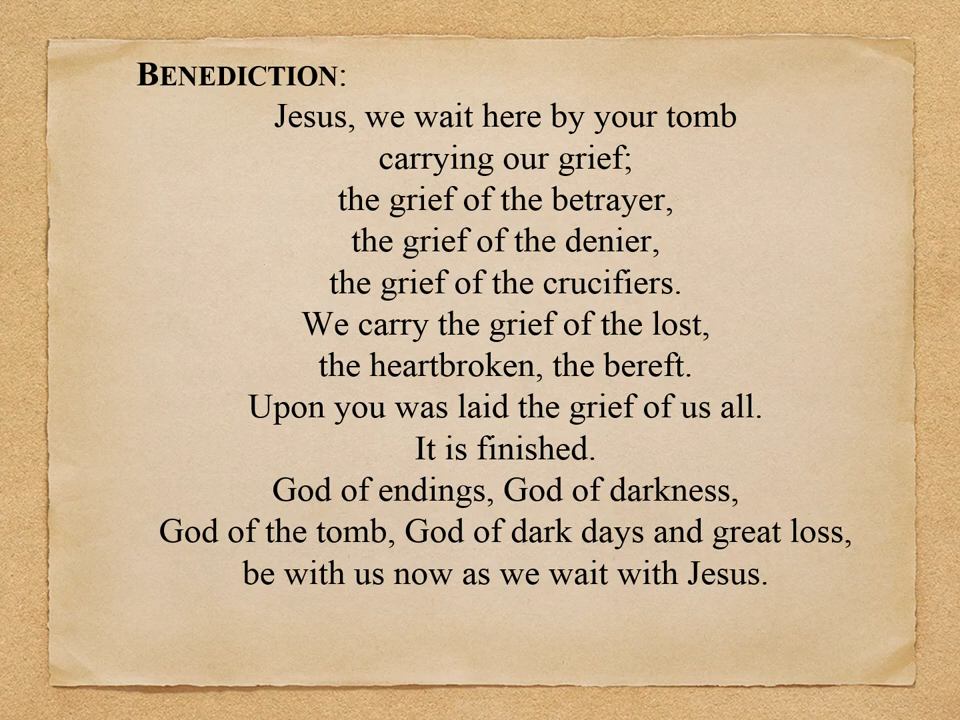 BENEDICTION:
Jesus, we wait here by your tomb
carrying our grief;
the grief of the betrayer,
the grief of the denier,
the grief of the crucifiers.
We carry the grief of the lost,
the heartbroken, the bereft.
Upon you was laid the grief of us all.
It is finished.
God of endings, God of darkness,
God of the tomb, God of dark days and great loss,
be with us now as we wait with Jesus.